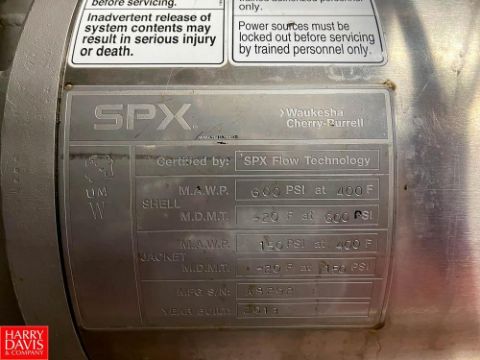 before servicing.
Inadvertent release of
system contents may
result in serious injury
or death.
only.
Power sources must be
locked out before servicing
by trained personnel only.
SPX
Waukesha
Cherry-Burrell
Certified by: SPX Flow Technology
UM
W
SHELL
M.A.W.P. 600 PSI at 400 F
M.D.M.T. -20 F at 600 PSI
JACKET
M.A.W.P. 150 PSI at 400 F
M.D.M.T. -20 F at 150 PSI
MFG S/N:
YEAR BUILT:
HARRY
DAVIS
& COMPANY